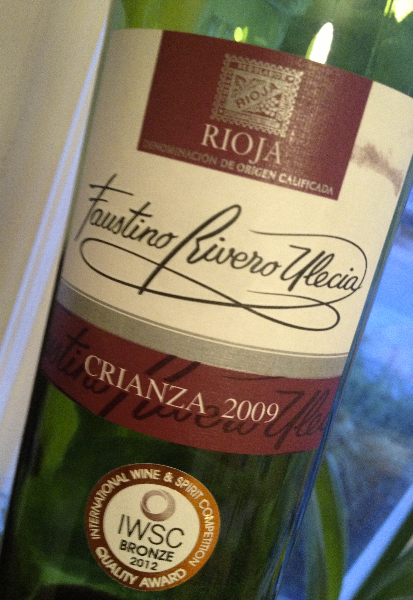 RIOJA
RIOJA
DENOMINACIÓN DE ORIGEN CALIFICADA
Faustino Rivero Ulecia
CRIANZA 2009
INTERNATIONAL WINE & SPIRIT COMPETITION
IWSC
BRONZE
2012
QUALITY AWARD